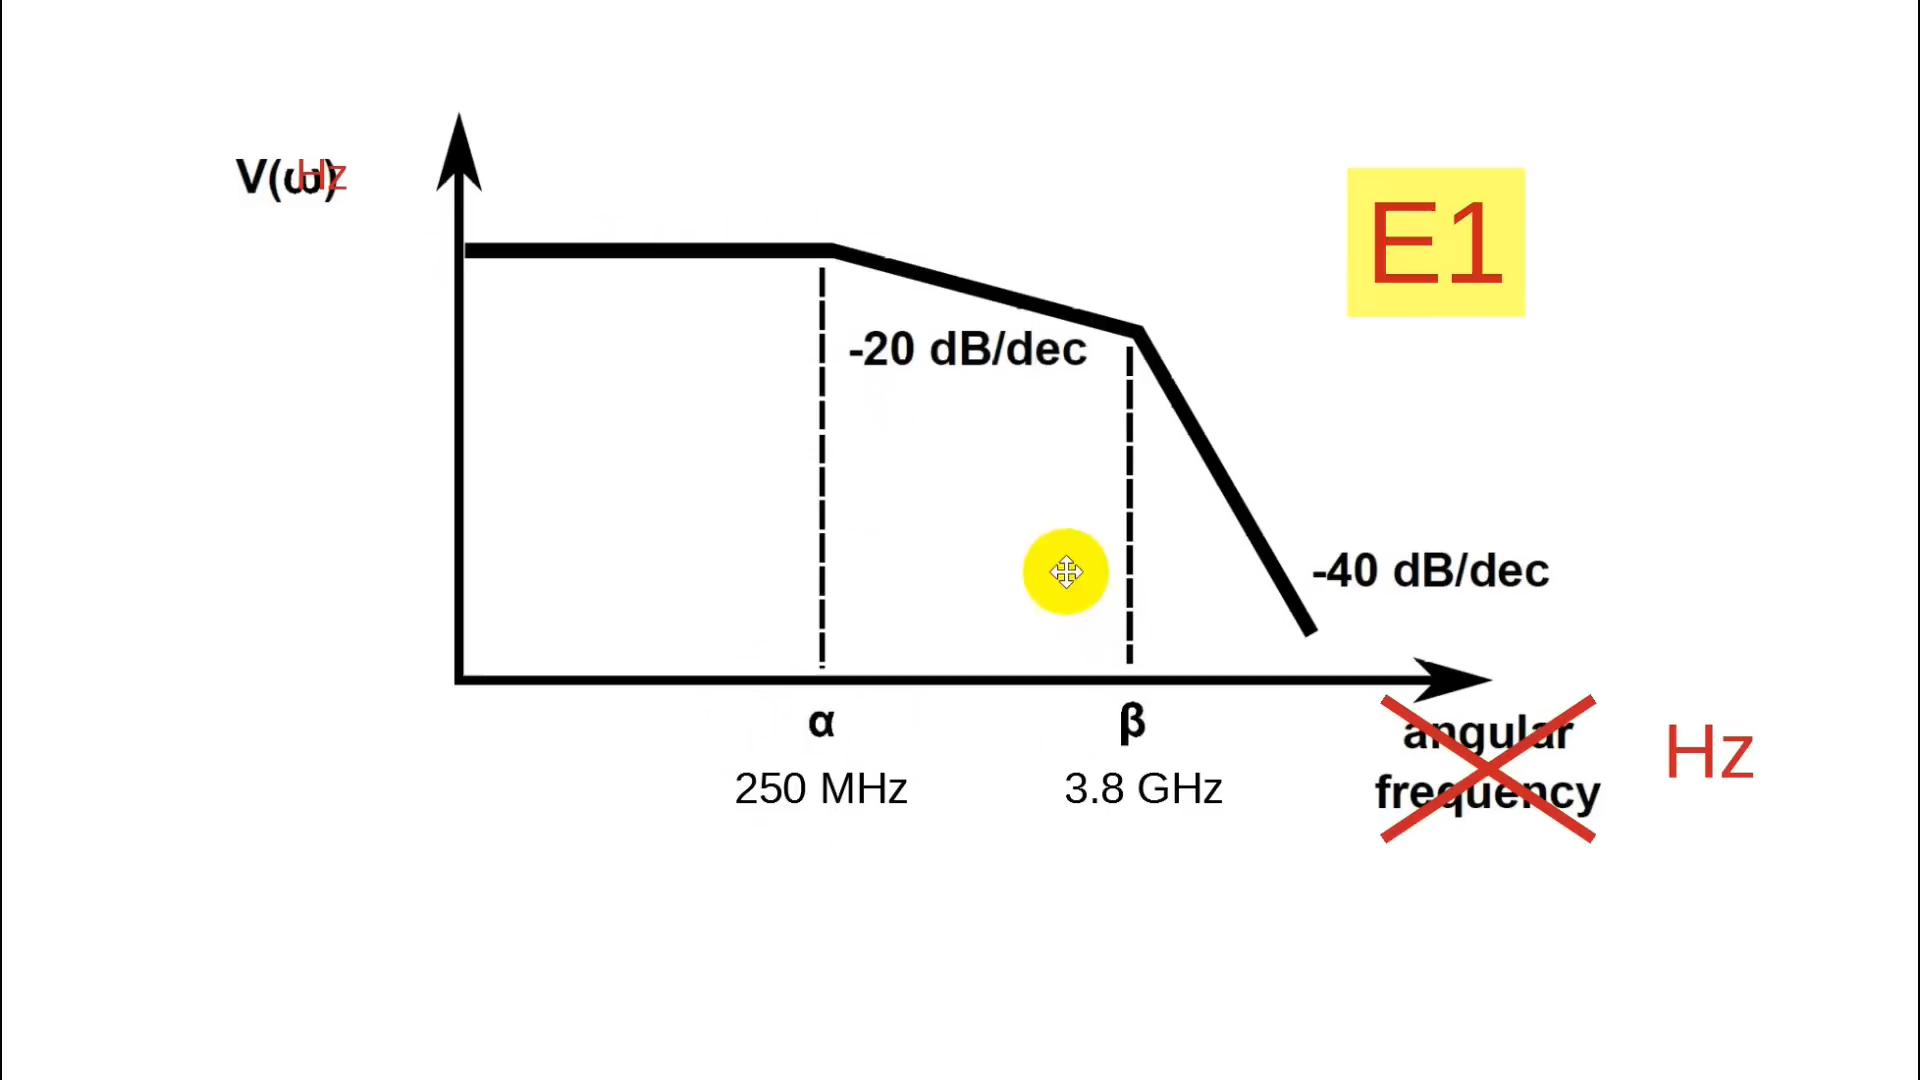 V(ω)
Hz
E1
-20 dB/dec
-40 dB/dec
α
β
250 MHz
3.8 GHz
angular
frequency
Hz